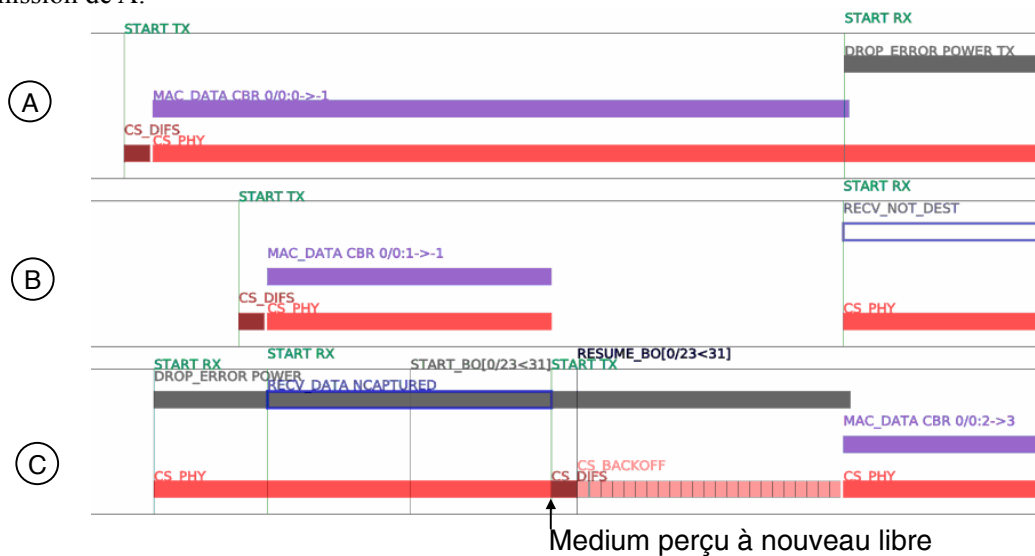 mission de A.
START TX
START RX
DROP_ERROR POWER TX
A
MAC_DATA CBR 0/0:0->-1
CS_DIFS
CS_PHY
START RX
START TX
RECV_NOT_DEST
B
MAC_DATA CBR 0/0:1->-1
CS_DIFS
CS_PHY
CS_PHY
RESUME_BO[0/23<31]
START RX
START RX
START_BO[0/23<31]
START TX
DROP_ERROR POWER
RECV_DATA NCAPTURED
MAC_DATA CBR 0/0:2->3
C
CS_BACKOFF
CS_PHY
CS_DIFS
CS_PHY
Medium perçu à nouveau libre